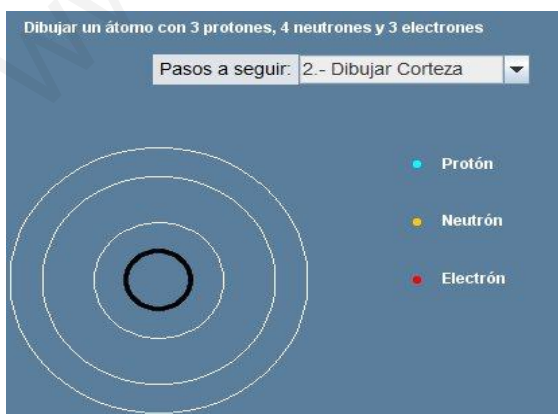 Dibujar un átomo con 3 protones, 4 neutrones y 3 electrones
Pasos a seguir: 2.- Dibujar Corteza
Protón
Neutrón
Electrón